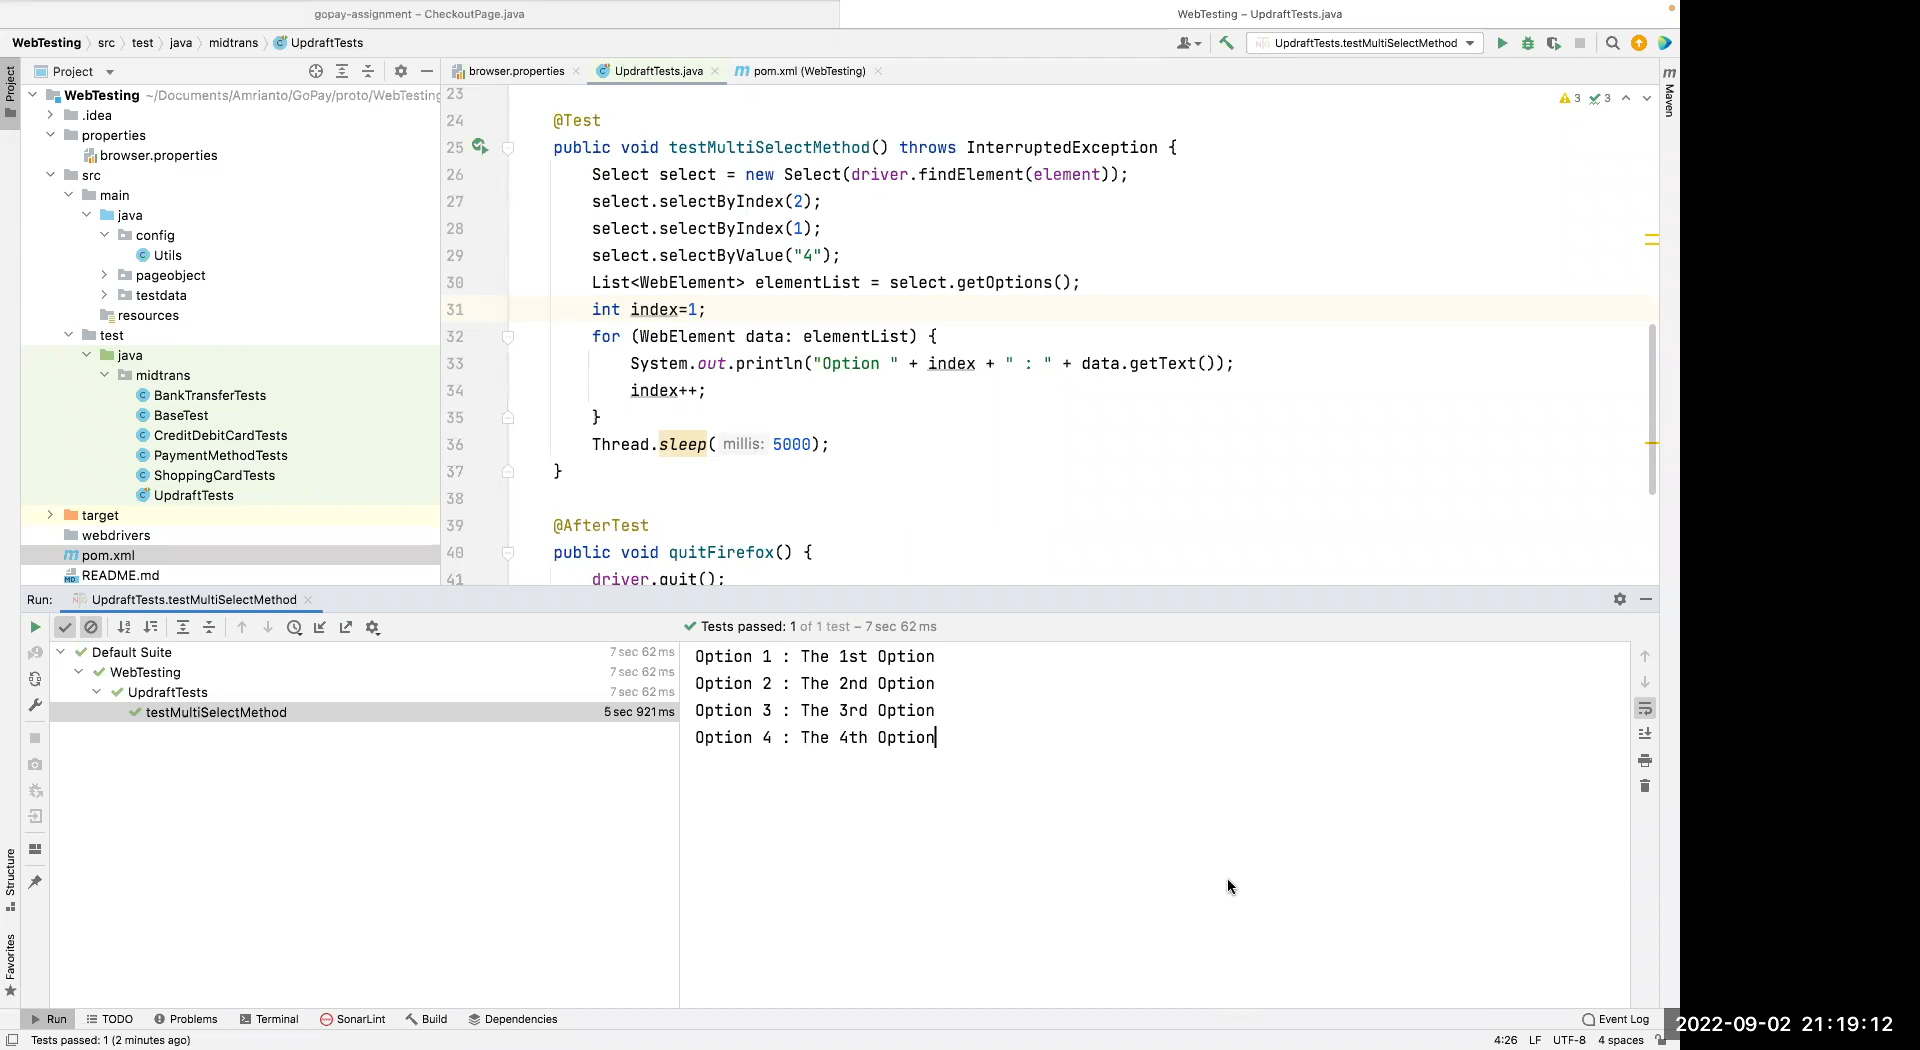 gopay-assignment – CheckoutPage.java
WebTesting – UpdraftTests.java
WebTesting src test java midtrans UpdraftTests
UpdraftTests.testMultiSelectMethod
Project
Project
browser.properties
UpdraftTests.java
pom.xml (WebTesting)
Maven
WebTesting ~/Documents/Amrianto/GoPay/proto/WebTesting
.idea
properties
browser.properties
src
main
java
config
Utils
pageobject
testdata
resources
test
java
midtrans
BankTransferTests
BaseTest
CreditDebitCardTests
PaymentMethodTests
ShoppingCardTests
UpdraftTests
target
webdrivers
pom.xml
README.md
3 3
23
24 @Test
25 public void testMultiSelectMethod() throws InterruptedException {
26 Select select = new Select(driver.findElement(element));
27 select.selectByIndex(2);
28 select.selectByIndex(1);
29 select.selectByValue("4");
30 List<WebElement> elementList = select.getOptions();
31 int index=1;
32 for (WebElement data: elementList) {
33 System.out.println("Option " + index + " : " + data.getText());
34 index++;
35 }
36 Thread.sleep( millis: 5000);
37 }
38
39 @AfterTest
40 public void quitFirefox() {
41 driver.quit();
Run: UpdraftTests.testMultiSelectMethod
Tests passed: 1 of 1 test – 7 sec 62 ms
Default Suite 7 sec 62 ms
WebTesting 7 sec 62 ms
UpdraftTests 7 sec 62 ms
testMultiSelectMethod 5 sec 921 ms
Option 1 : The 1st Option
Option 2 : The 2nd Option
Option 3 : The 3rd Option
Option 4 : The 4th Option
Structure
Favorites
Run TODO Problems Terminal SonarLint Build Dependencies Event Log
Tests passed: 1 (2 minutes ago)
4:26 LF UTF-8 4 spaces
2022-09-02 21:19:12